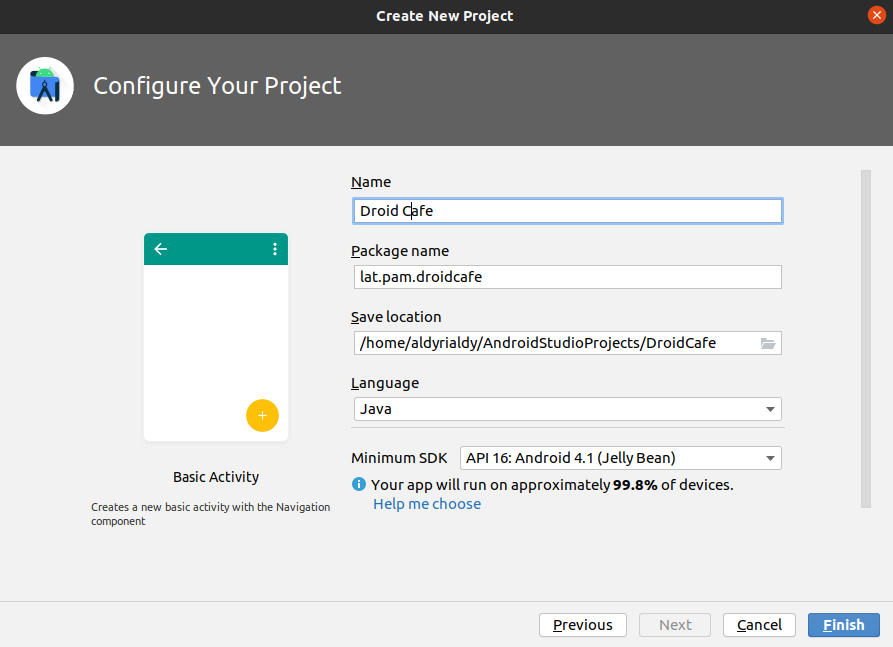 Create New Project
Configure Your Project
Name
Droid Cafe
Package name
lat.pam.droidcafe
Save location
/home/aldyrialdy/AndroidStudioProjects/DroidCafe
Language
Java
Minimum SDK API 16: Android 4.1 (Jelly Bean)
Your app will run on approximately 99.8% of devices.
Help me choose
Basic Activity
Creates a new basic activity with the Navigation
component
Previous Next Cancel Finish